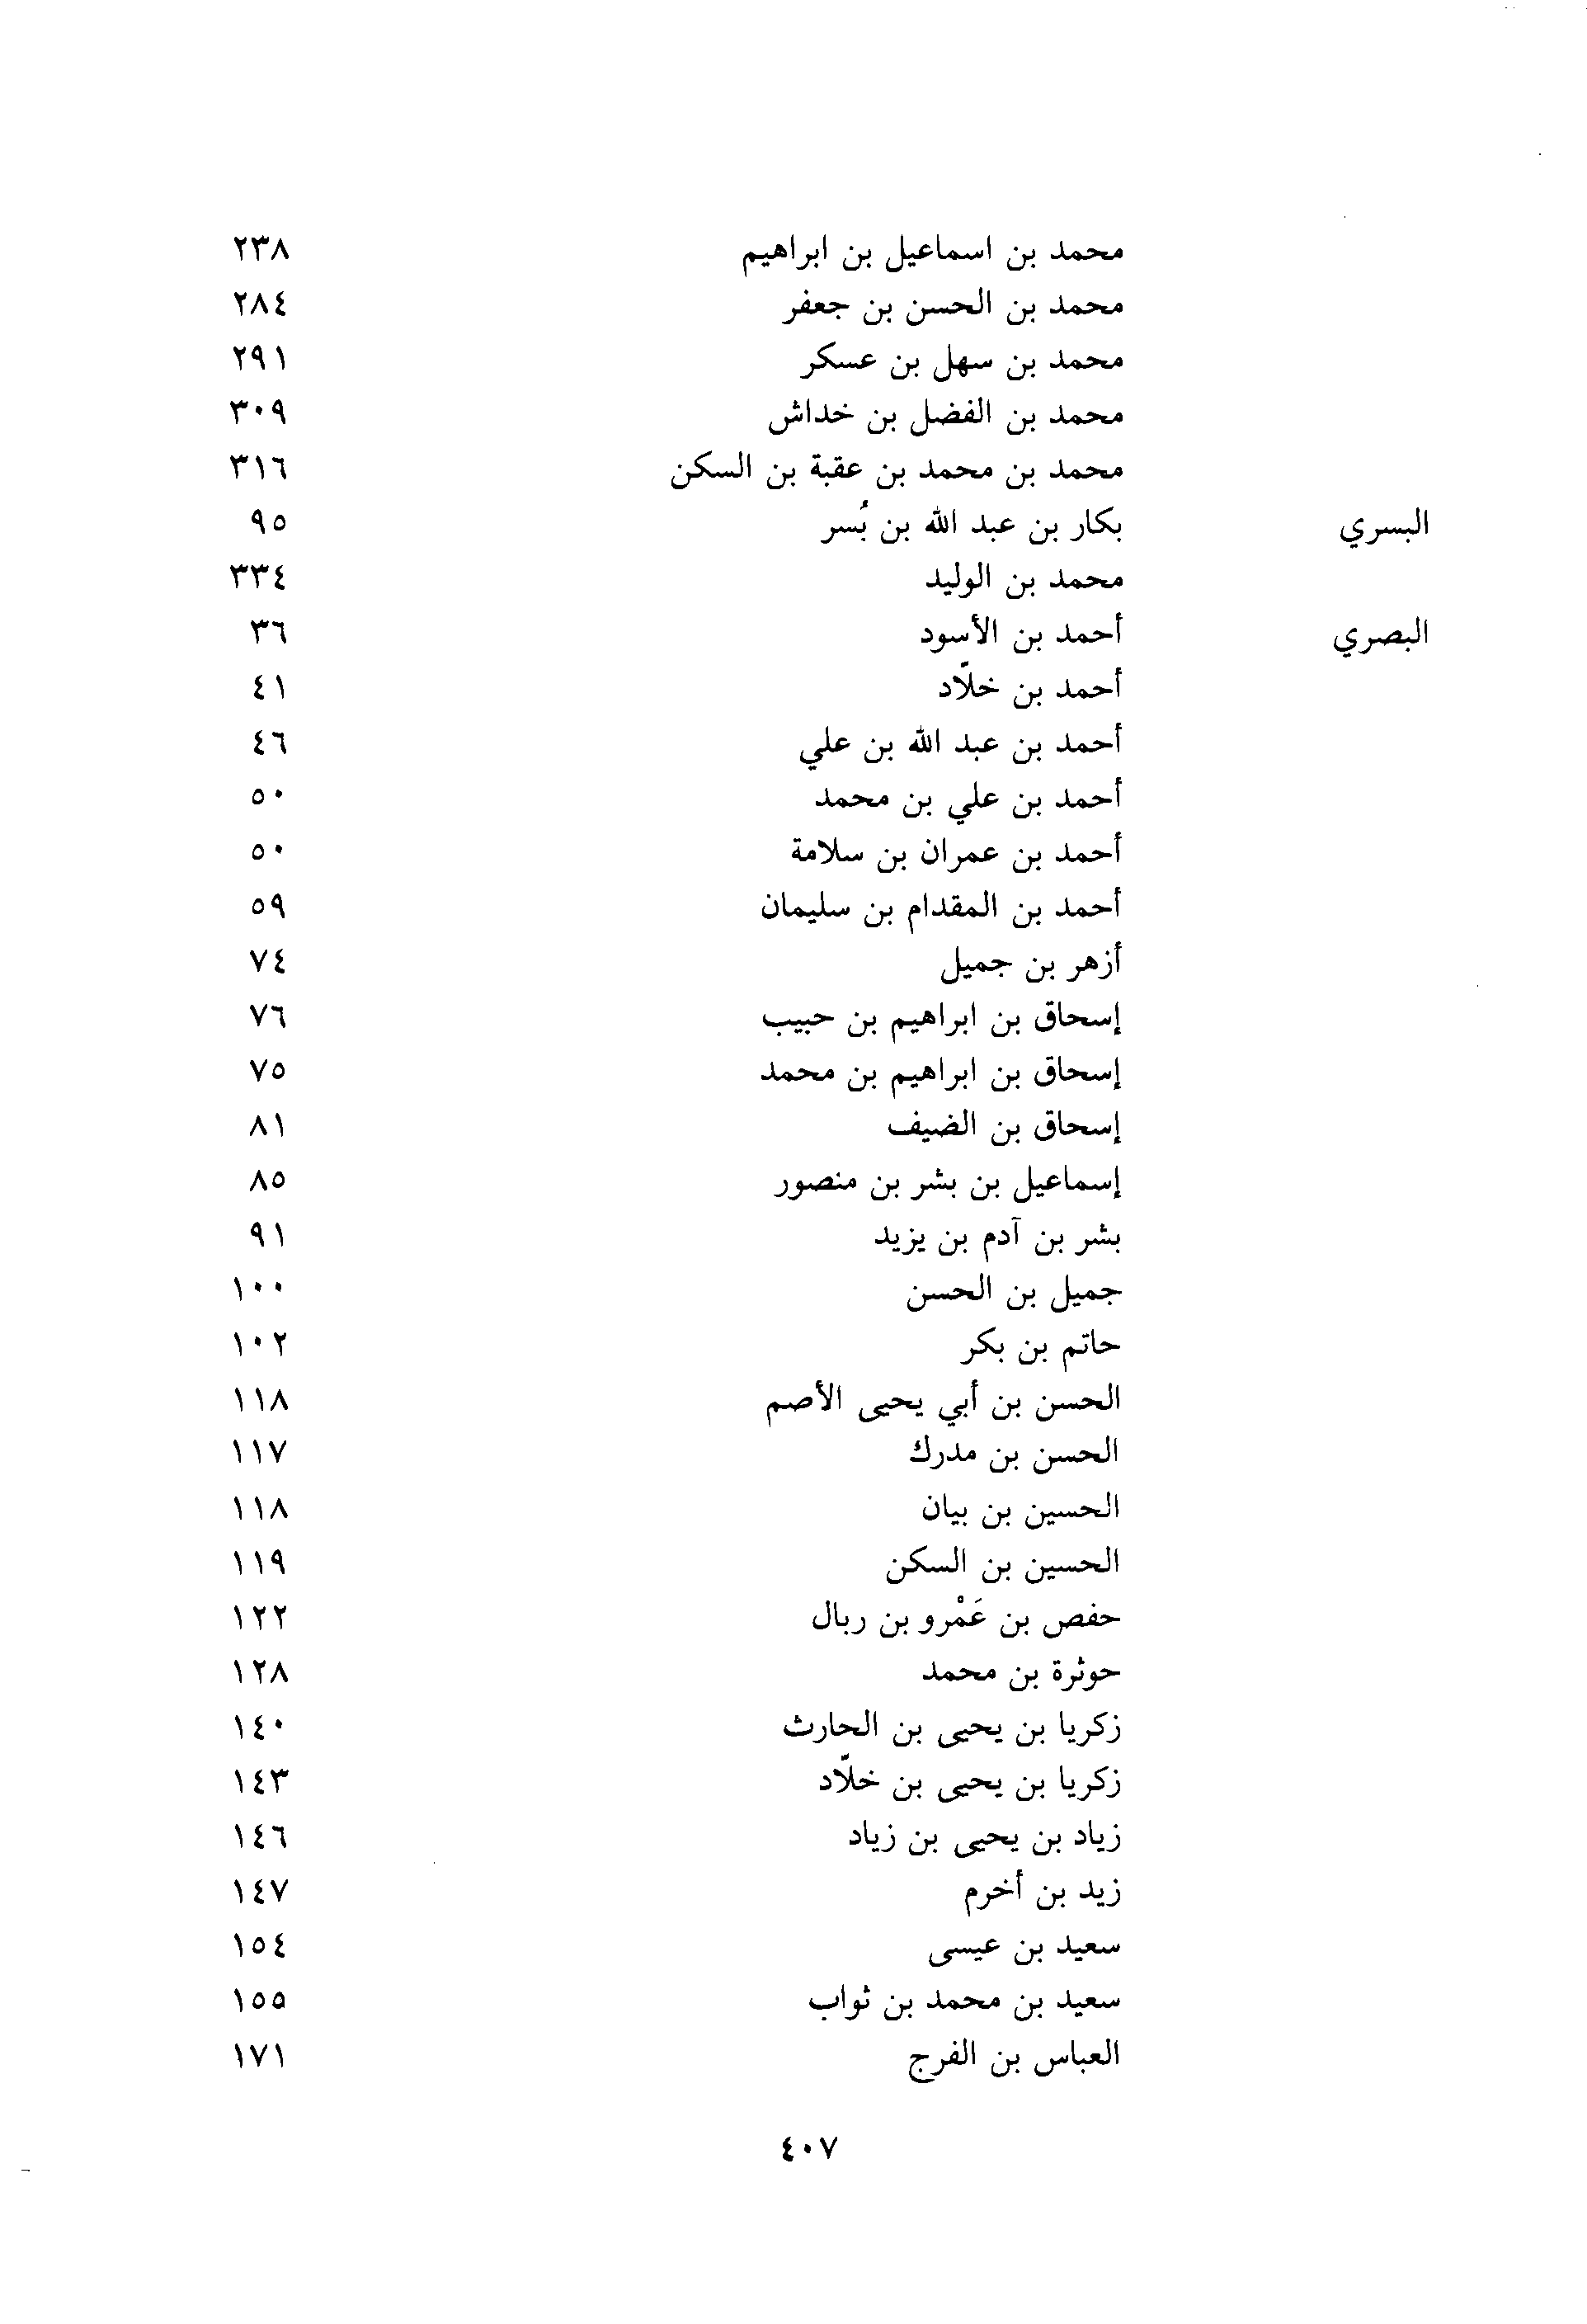 محمد بن اسماعيل بن ابراهيم ٢٣٨
محمد بن الحسن بن جعفر ٢٨٤
محمد بن سهل بن عسكر ٢٩١
محمد بن الفضل بن خداش ٣٠٩
محمد بن محمد بن عقبة بن السكن ٣١٦
البسري بكار بن عبد الله بن بُسر ٩٥
محمد بن الوليد ٣٣٤
البصري أحمد بن الأسود ٣٦
أحمد بن خلّاد ٤١
أحمد بن عبد الله بن علي ٤٦
أحمد بن علي بن محمد ٥٠
أحمد بن عمران بن سلامة ٥٠
أحمد بن المقدام بن سليمان ٥٩
أزهر بن جميل ٧٤
إسحاق بن ابراهيم بن حبيب ٧٦
إسحاق بن ابراهيم بن محمد ٧٥
إسحاق بن الضيف ٨١
إسماعيل بن بشر بن منصور ٨٥
بشر بن آدم بن يزيد ٩١
جميل بن الحسن ١٠٠
حاتم بن بكر ١٠٢
الحسن بن أبي يحيى الأصم ١١٨
الحسن بن مدرك ١١٧
الحسين بن بيان ١١٨
الحسين بن السكن ١١٩
حفص بن عَمْرو بن ربال ١٢٢
حوثرة بن محمد ١٢٨
زكريا بن يحيى بن الحارث ١٤٠
زكريا بن يحيى بن خلّاد ١٤٣
زياد بن يحيى بن زياد ١٤٦
زيد بن أخرم ١٤٧
سعيد بن عيسى ١٥٤
سعيد بن محمد بن ثواب ١٥٥
العباس بن الفرج ١٧١
٤٠٧